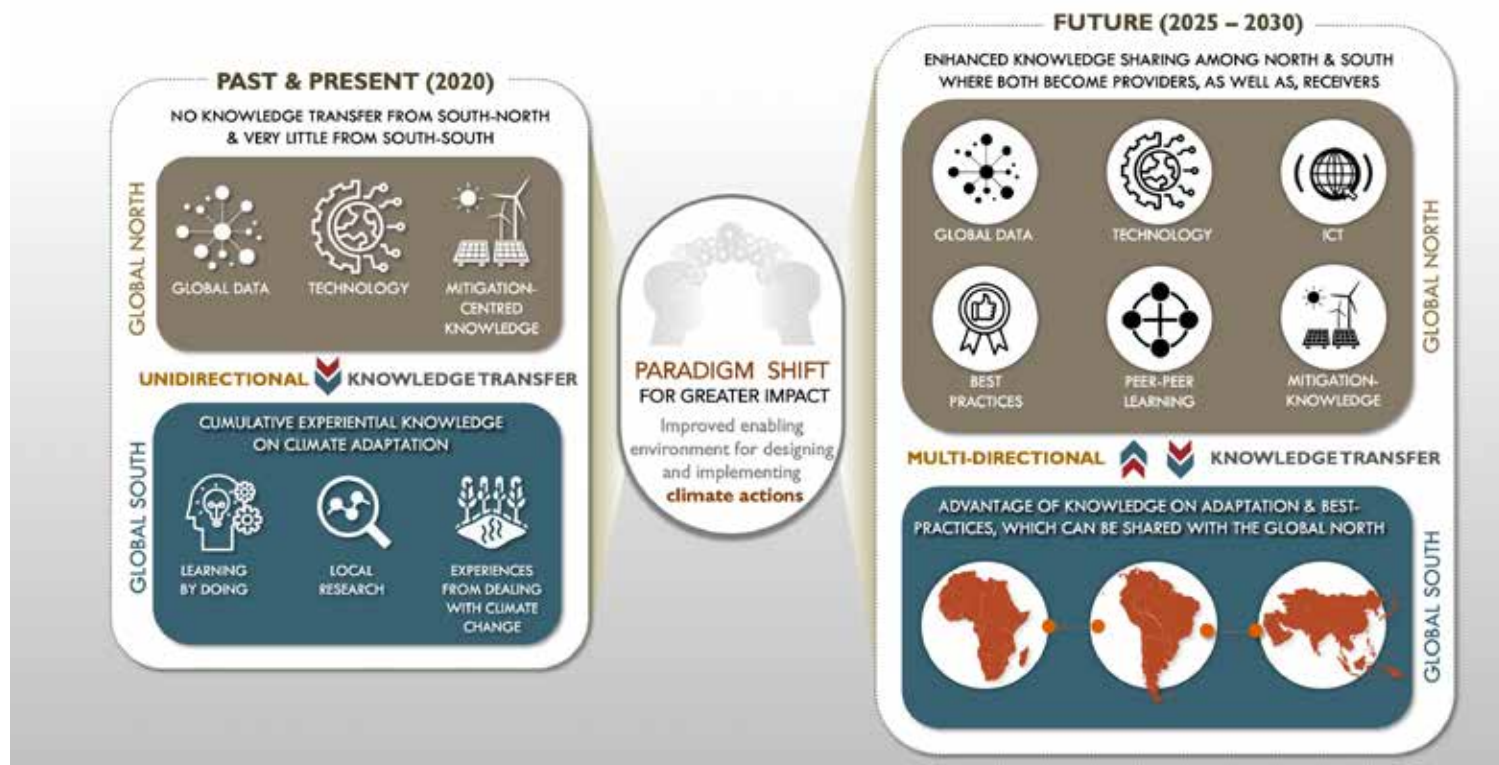 PAST & PRESENT (2020)
NO KNOWLEDGE TRANSFER FROM SOUTH-NORTH
& VERY LITTLE FROM SOUTH-SOUTH
GLOBAL NORTH
GLOBAL DATA
TECHNOLOGY
MITIGATION-
CENTRED
KNOWLEDGE
UNIDIRECTIONAL KNOWLEDGE TRANSFER
GLOBAL SOUTH
CUMULATIVE EXPERIENTIAL KNOWLEDGE
ON CLIMATE ADAPTATION
LEARNING
BY DOING
LOCAL
RESEARCH
EXPERIENCES
FROM DEALING
WITH CLIMATE
CHANGE
PARADIGM SHIFT
FOR GREATER IMPACT
Improved enabling
environment for designing
and implementing
climate actions
FUTURE (2025 – 2030)
ENHANCED KNOWLEDGE SHARING AMONG NORTH & SOUTH
WHERE BOTH BECOME PROVIDERS, AS WELL AS, RECEIVERS
GLOBAL DATA
TECHNOLOGY
ICT
BEST
PRACTICES
PEER-PEER
LEARNING
MITIGATION-
KNOWLEDGE
GLOBAL NORTH
MULTI-DIRECTIONAL KNOWLEDGE TRANSFER
ADVANTAGE OF KNOWLEDGE ON ADAPTATION & BEST-
PRACTICES, WHICH CAN BE SHARED WITH THE GLOBAL NORTH
GLOBAL SOUTH